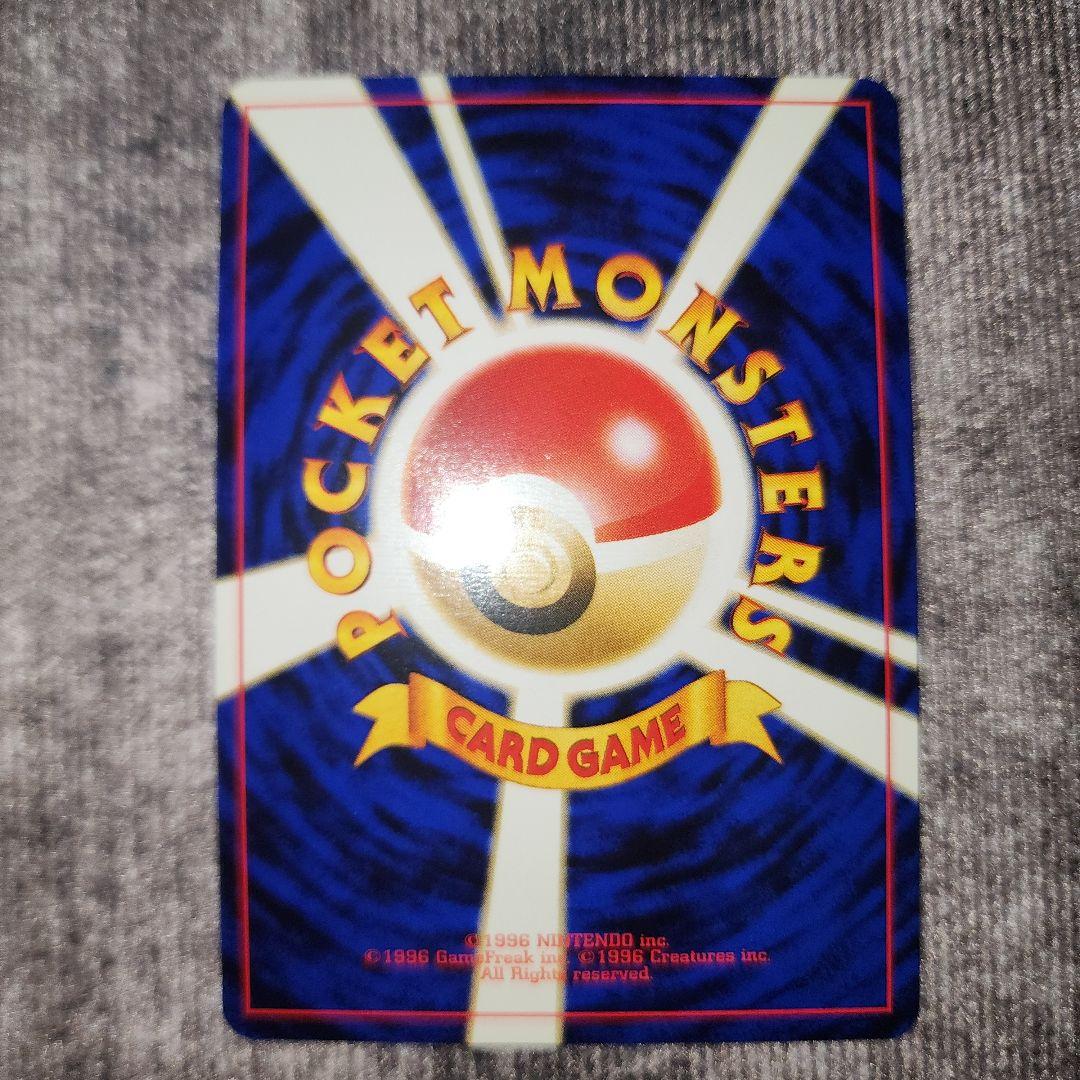 POCKET MONSTERS
CARD GAME
©1996 NINTENDO inc.
©1996 GameFreak inc. ©1996 Creatures inc.
All Rights reserved.